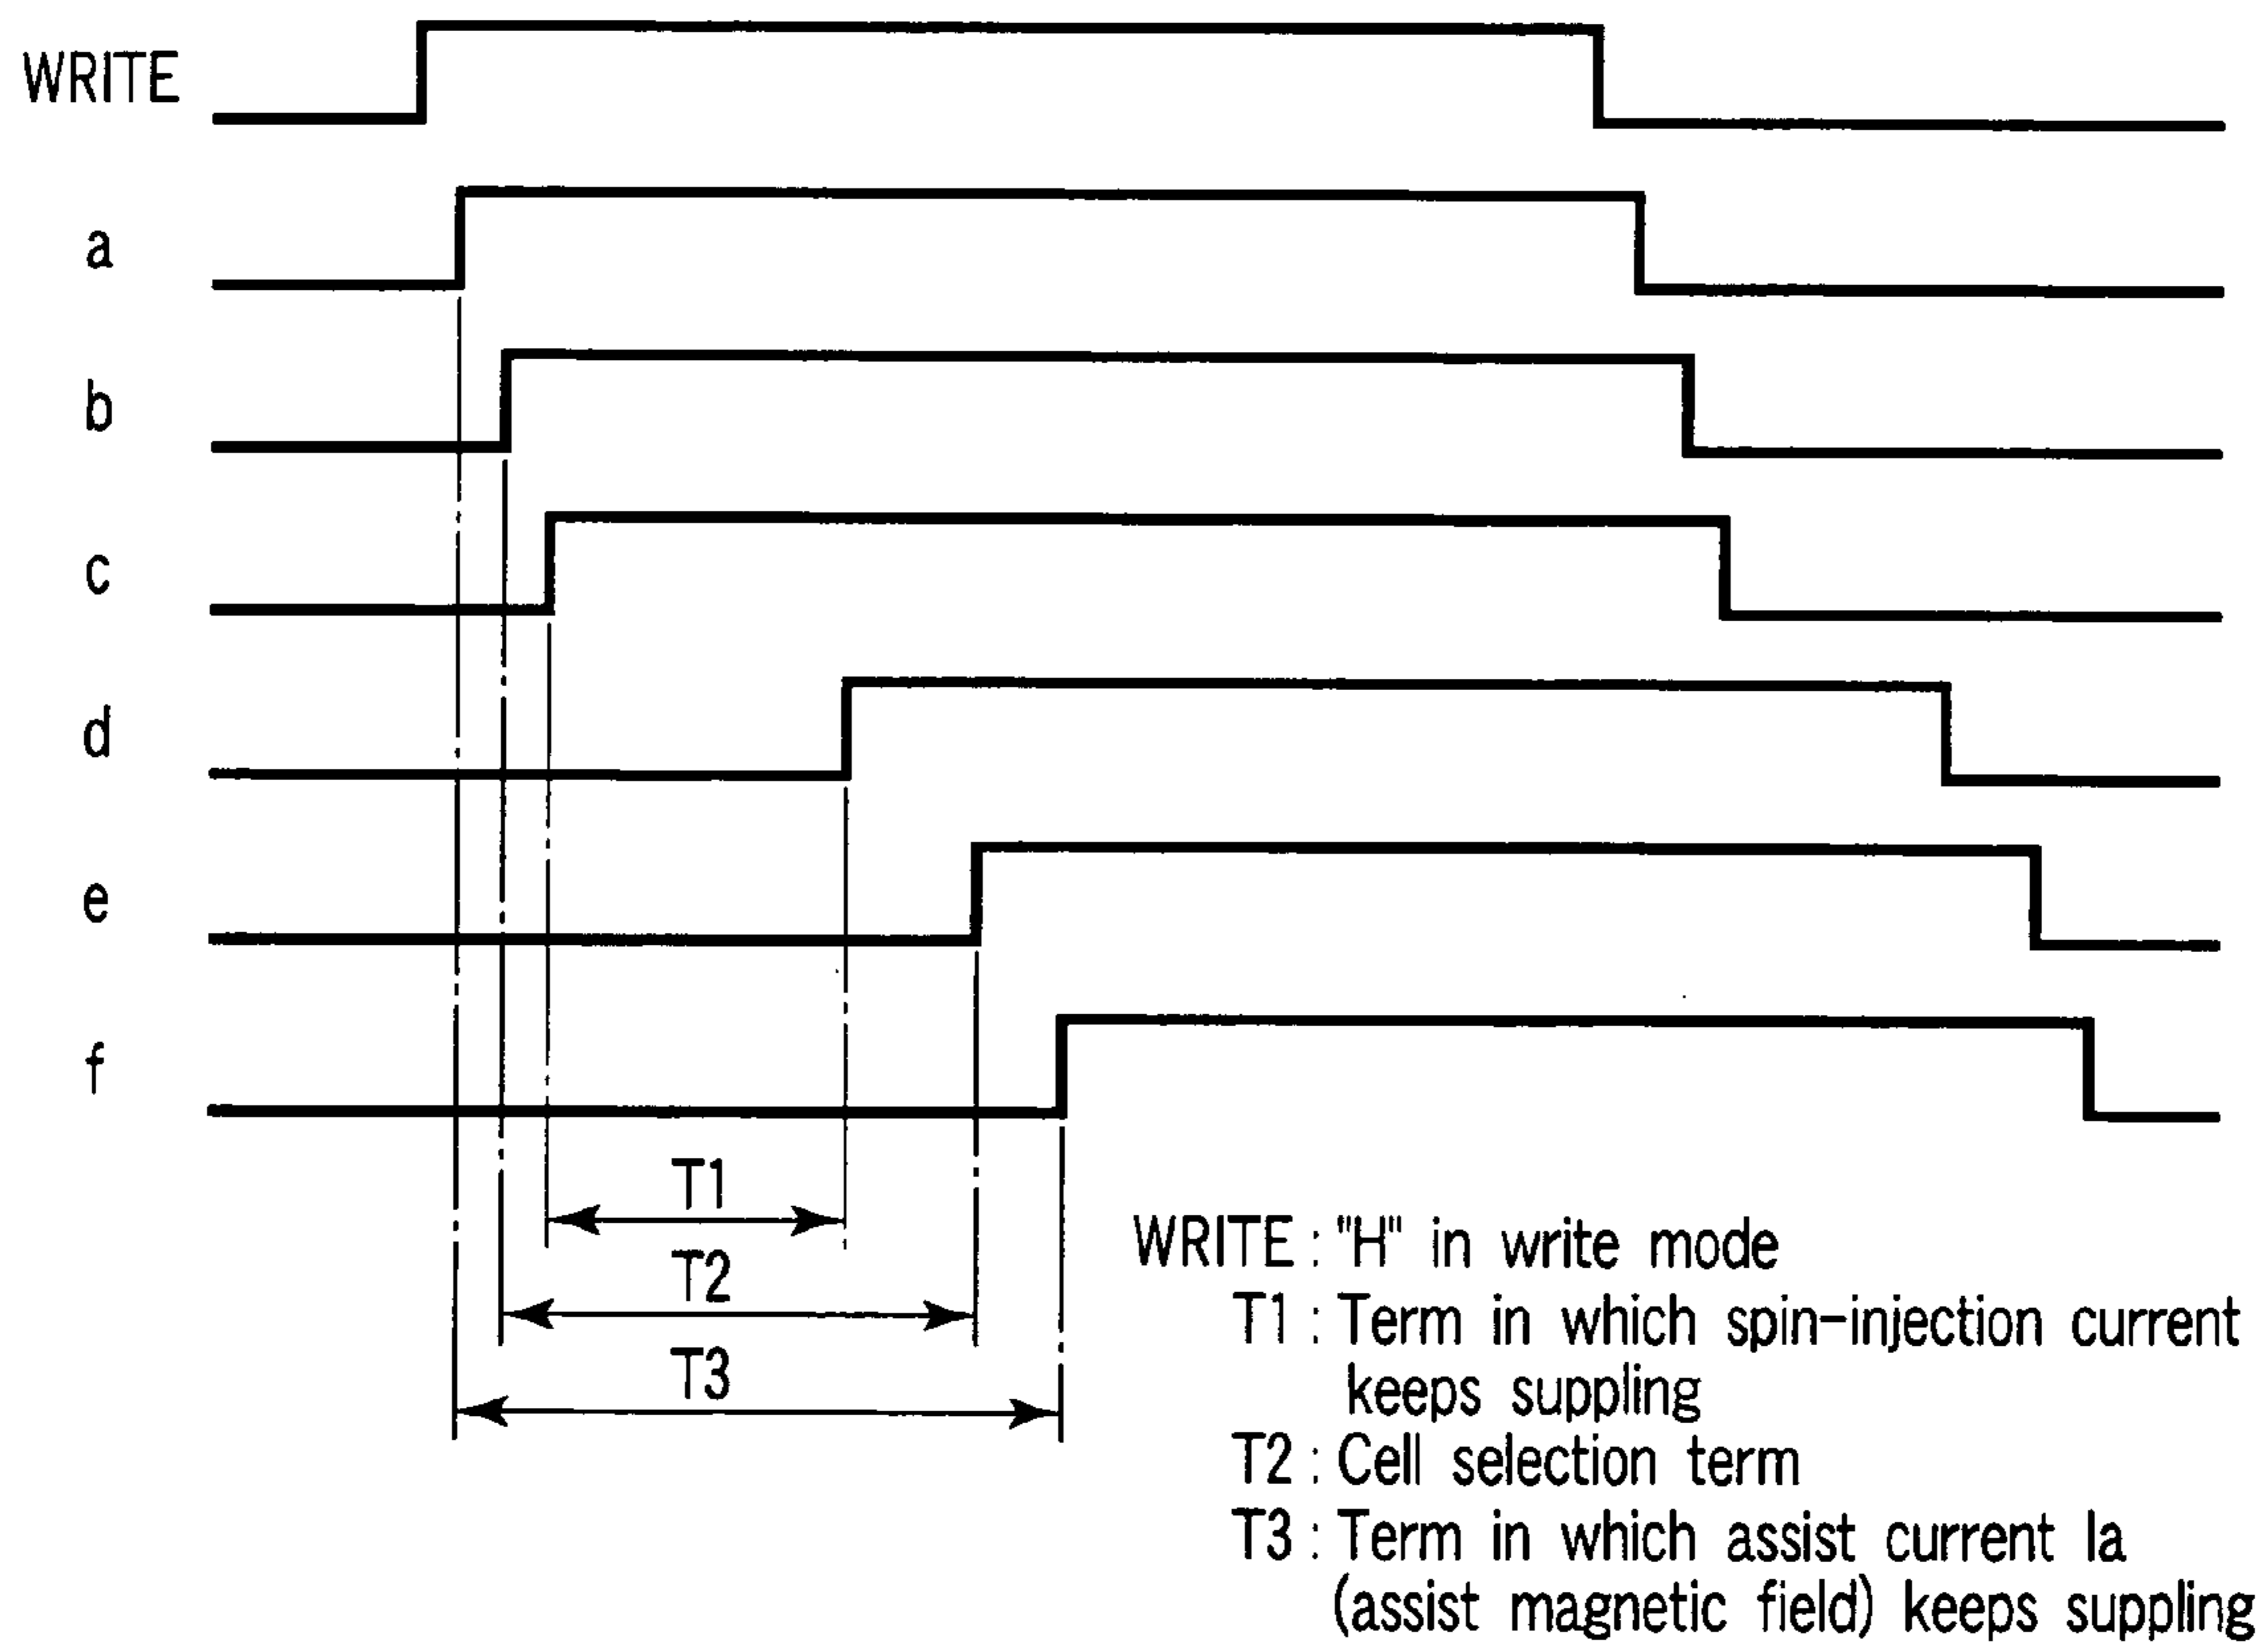 WRITE
a
b
c
d
e
f
T1
T2
T3
WRITE : "H" in write mode
T1 : Term in which spin-injection current
keeps suppling
T2 : Cell selection term
T3 : Term in which assist current Ia
(assist magnetic field) keeps suppling